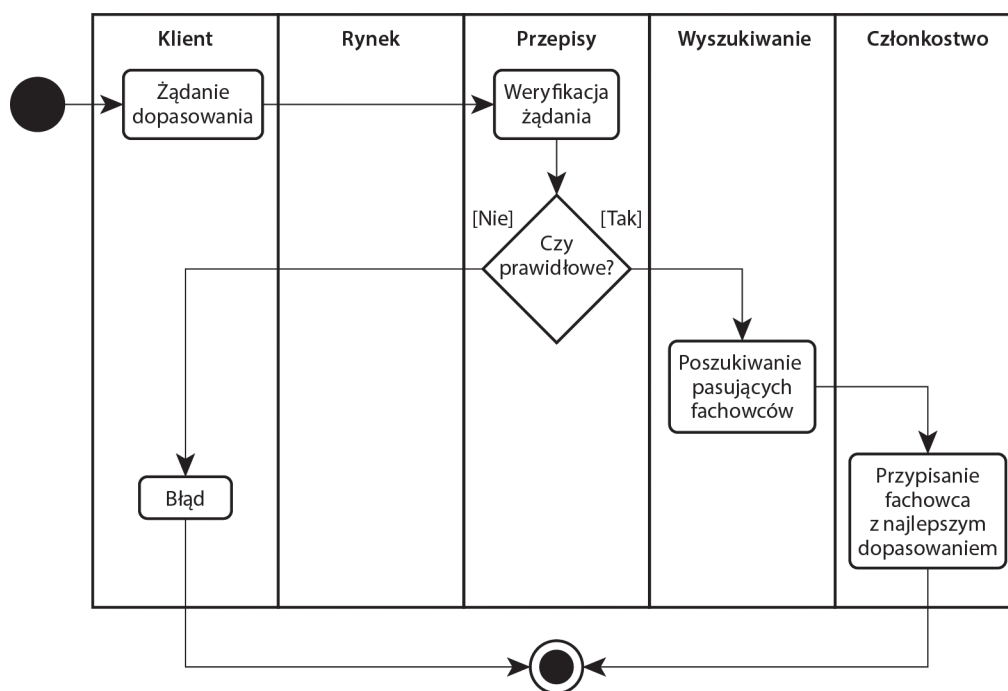 Klient
Rynek
Przepisy
Wyszukiwanie
Członkostwo
Żądanie
dopasowania
Weryfikacja
żądania
[Nie]
[Tak]
Czy
prawidłowe?
Poszukiwanie
pasujących
fachowców
Błąd
Przypisanie
fachowca
z najlepszym
dopasowaniem